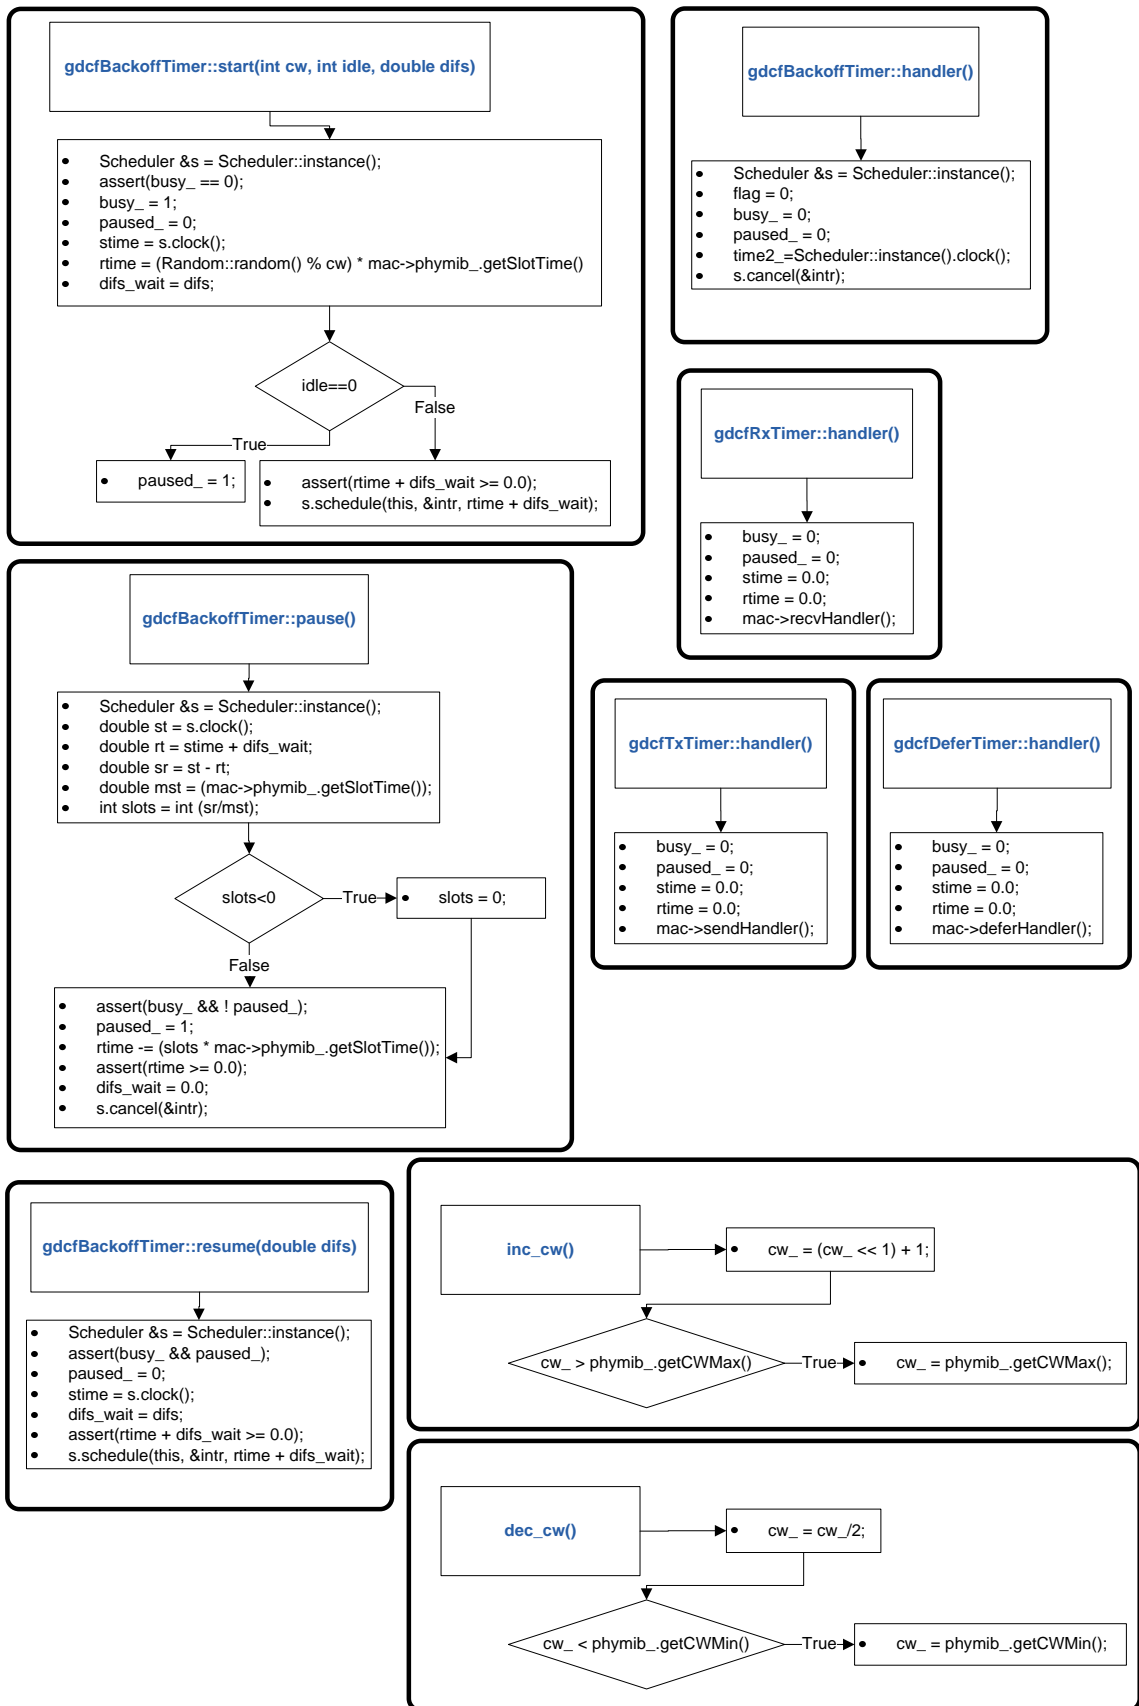 gdcfBackoffTimer::start(int cw, int idle, double difs)
• Scheduler &s = Scheduler::instance();
• assert(busy_ == 0);
• busy_ = 1;
• paused_ = 0;
• stime = s.clock();
• rtime = (Random::random() % cw) * mac->phymib_.getSlotTime()
• difs_wait = difs;
idle==0
False
True
• paused_ = 1;
• assert(rtime + difs_wait >= 0.0);
• s.schedule(this, &intr, rtime + difs_wait);
gdcfBackoffTimer::handler()
• Scheduler &s = Scheduler::instance();
• flag = 0;
• busy_ = 0;
• paused_ = 0;
• time2_=Scheduler::instance().clock();
• s.cancel(&intr);
gdcfRxTimer::handler()
• busy_ = 0;
• paused_ = 0;
• stime = 0.0;
• rtime = 0.0;
• mac->recvHandler();
gdcfBackoffTimer::pause()
• Scheduler &s = Scheduler::instance();
• double st = s.clock();
• double rt = stime + difs_wait;
• double sr = st - rt;
• double mst = (mac->phymib_.getSlotTime());
• int slots = int (sr/mst);
slots<0
True
• slots = 0;
False
• assert(busy_ && ! paused_);
• paused_ = 1;
• rtime -= (slots * mac->phymib_.getSlotTime());
• assert(rtime >= 0.0);
• difs_wait = 0.0;
• s.cancel(&intr);
gdcfTxTimer::handler()
• busy_ = 0;
• paused_ = 0;
• stime = 0.0;
• rtime = 0.0;
• mac->sendHandler();
gdcfDeferTimer::handler()
• busy_ = 0;
• paused_ = 0;
• stime = 0.0;
• rtime = 0.0;
• mac->deferHandler();
gdcfBackoffTimer::resume(double difs)
• Scheduler &s = Scheduler::instance();
• assert(busy_ && paused_);
• paused_ = 0;
• stime = s.clock();
• difs_wait = difs;
• assert(rtime + difs_wait >= 0.0);
• s.schedule(this, &intr, rtime + difs_wait);
inc_cw()
• cw_ = (cw_ << 1) + 1;
cw_ > phymib_.getCWMax()
True
• cw_ = phymib_.getCWMax();
dec_cw()
• cw_ = cw_/2;
cw_ < phymib_.getCWMin()
True
• cw_ = phymib_.getCWMin();